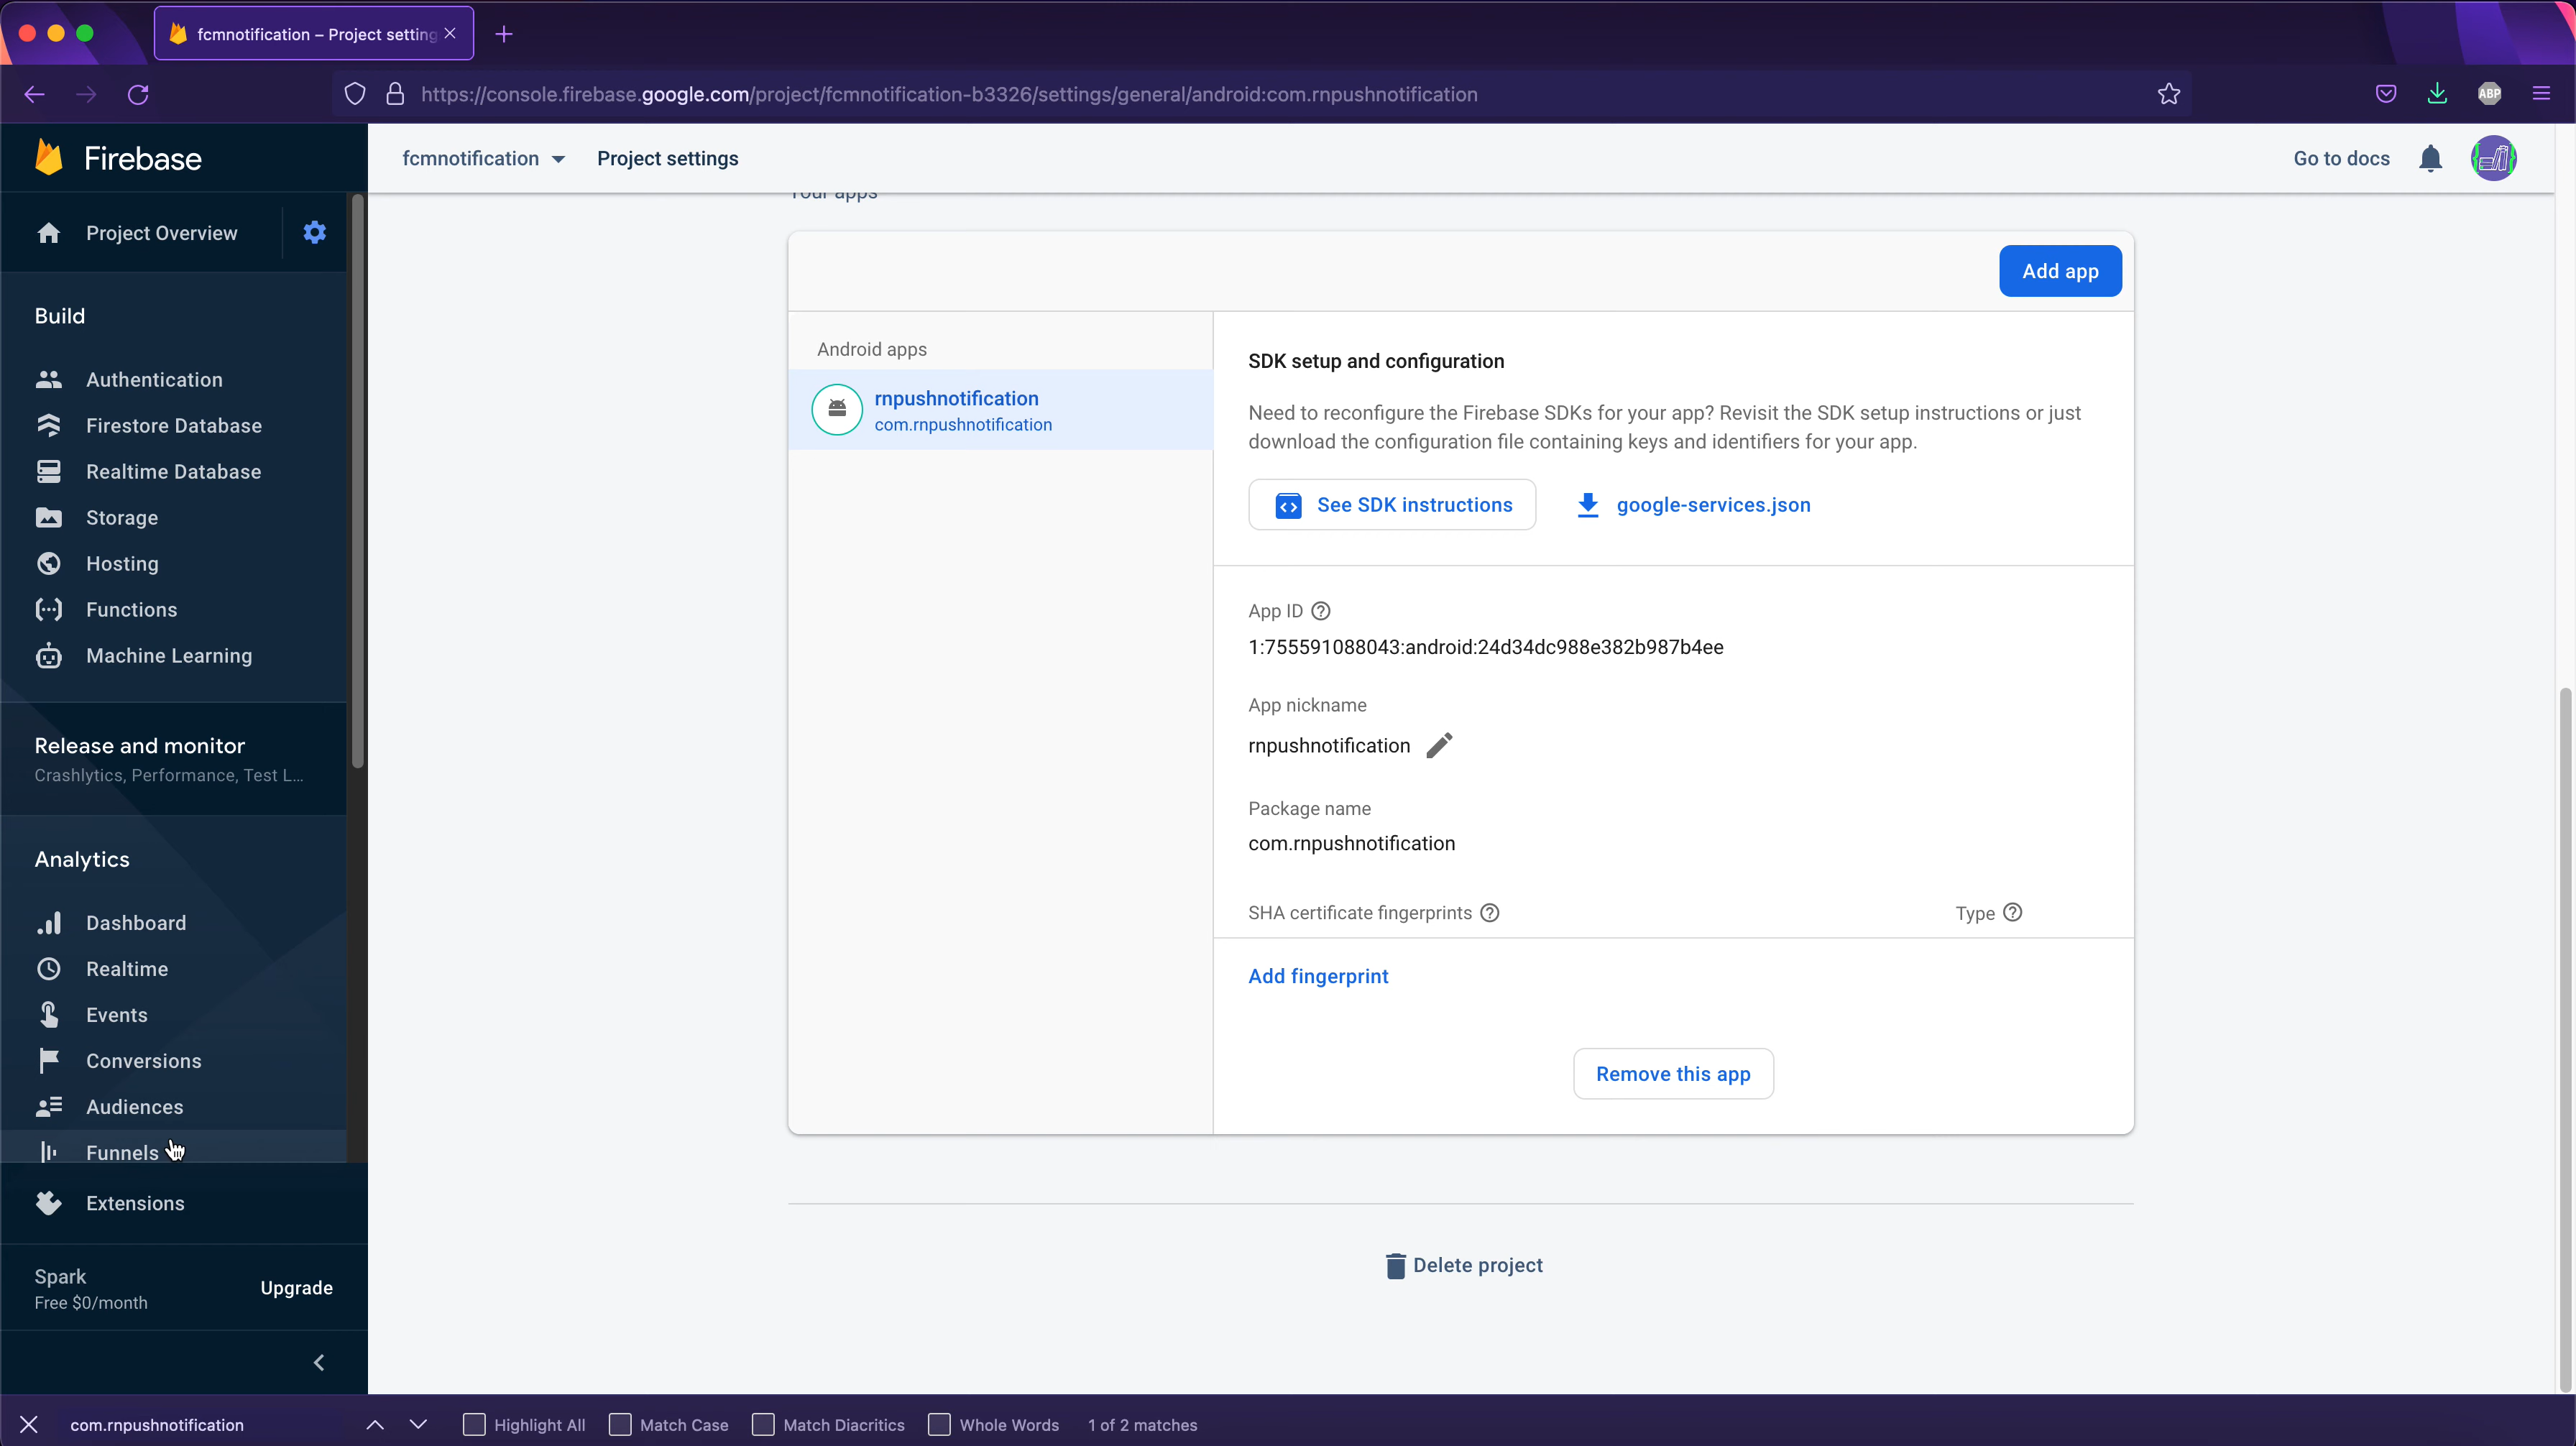 fcmnotification – Project setting
https://console.firebase.google.com/project/fcmnotification-b3326/settings/general/android:com.rnpushnotification
ABP
Firebase
fcmnotification
Project settings
Go to docs
Project Overview
Build
Authentication
Firestore Database
Realtime Database
Storage
Hosting
Functions
Machine Learning
Release and monitor
Crashlytics, Performance, Test L...
Analytics
Dashboard
Realtime
Events
Conversions
Audiences
Funnels
Extensions
Spark
Free $0/month
Upgrade
Your apps
Add app
Android apps
rnpushnotification
com.rnpushnotification
SDK setup and configuration
Need to reconfigure the Firebase SDKs for your app? Revisit the SDK setup instructions or just
download the configuration file containing keys and identifiers for your app.
See SDK instructions
google-services.json
App ID
1:755591088043:android:24d34dc988e382b987b4ee
App nickname
rnpushnotification
Package name
com.rnpushnotification
SHA certificate fingerprints
Type
Add fingerprint
Remove this app
Delete project
com.rnpushnotification
Highlight All
Match Case
Match Diacritics
Whole Words
1 of 2 matches